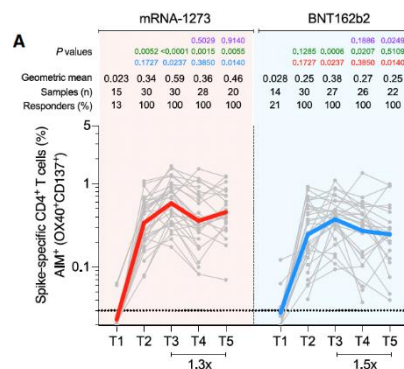 mRNA-1273 BNT162b2
A
0.5029 0.9140 0.1886 0.0249
P values 0.0052 <0.0001 0.0015 0.0055 0.1285 0.0006 0.0207 0.5109
0.1727 0.0237 0.3850 0.0140 0.1727 0.0237 0.3850 0.0140
Geometric mean 0.023 0.34 0.59 0.36 0.46 0.028 0.25 0.38 0.27 0.25
Samples (n) 15 30 30 28 20 14 30 27 26 22
Responders (%) 13 100 100 100 100 21 100 100 100 100
Spike-specific CD4⁺ T cells (%)
AIM⁺ (OX40⁺CD137⁺)
5
1
0.1
T1 T2 T3 T4 T5 T1 T2 T3 T4 T5
1.3x 1.5x